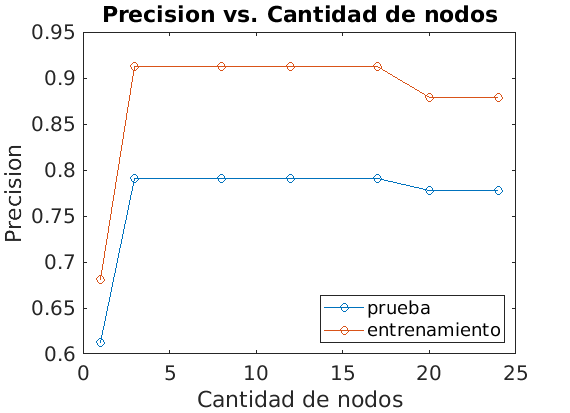 Precision vs. Cantidad de nodos
0.95
0.9
0.85
0.8
0.75
0.7
0.65
0.6
Precision
0
5
10
15
20
25
Cantidad de nodos
prueba
entrenamiento